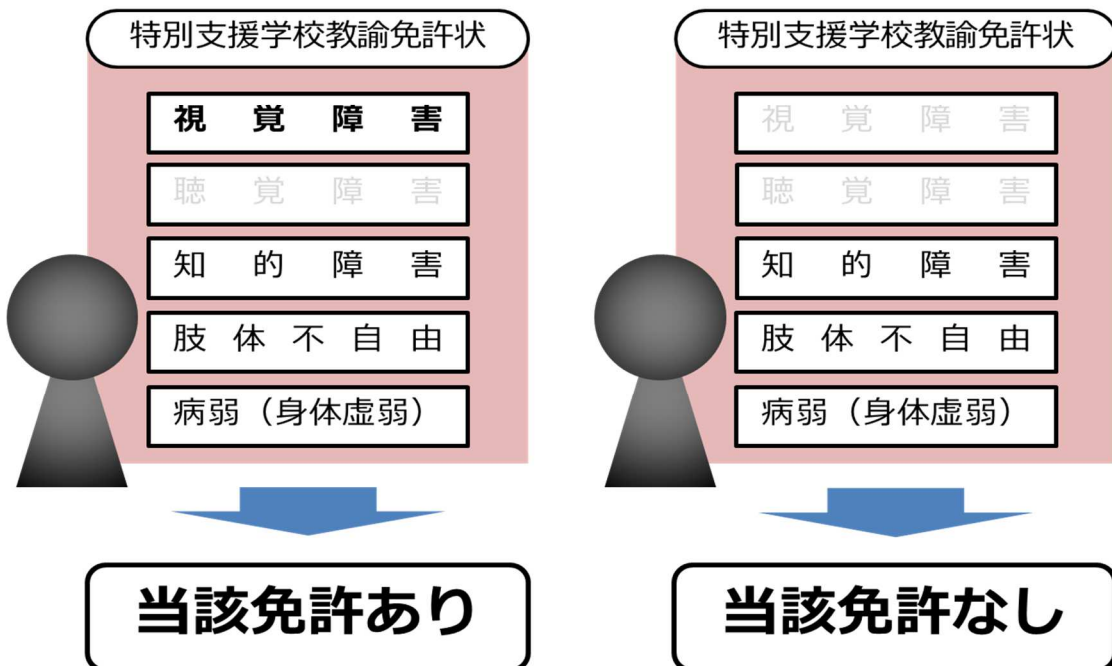 特別支援学校教諭免許状
視覚障害
聴覚障害
知的障害
肢体不自由
病弱（身体虚弱）
当該免許あり
特別支援学校教諭免許状
視覚障害
聴覚障害
知的障害
肢体不自由
病弱（身体虚弱）
当該免許なし